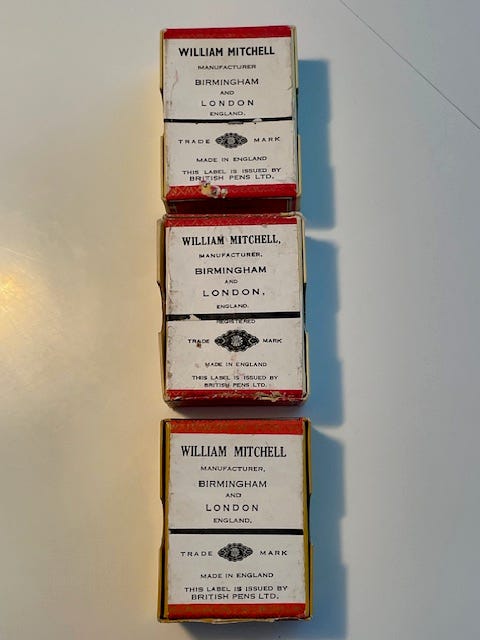 WILLIAM MITCHELL
MANUFACTURER
BIRMINGHAM
AND
LONDON
ENGLAND.
TRADE MARK
MADE IN ENGLAND
THIS LABEL IS ISSUED BY
BRITISH PENS LTD.
WILLIAM MITCHELL,
MANUFACTURER,
BIRMINGHAM
AND
LONDON,
ENGLAND.
REGISTERED
TRADE MARK
MADE IN ENGLAND
THIS LABEL IS ISSUED BY
BRITISH PENS LTD.
WILLIAM MITCHELL
MANUFACTURER,
BIRMINGHAM
AND
LONDON
ENGLAND.
TRADE MARK
MADE IN ENGLAND
THIS LABEL IS ISSUED BY
BRITISH PENS LTD.